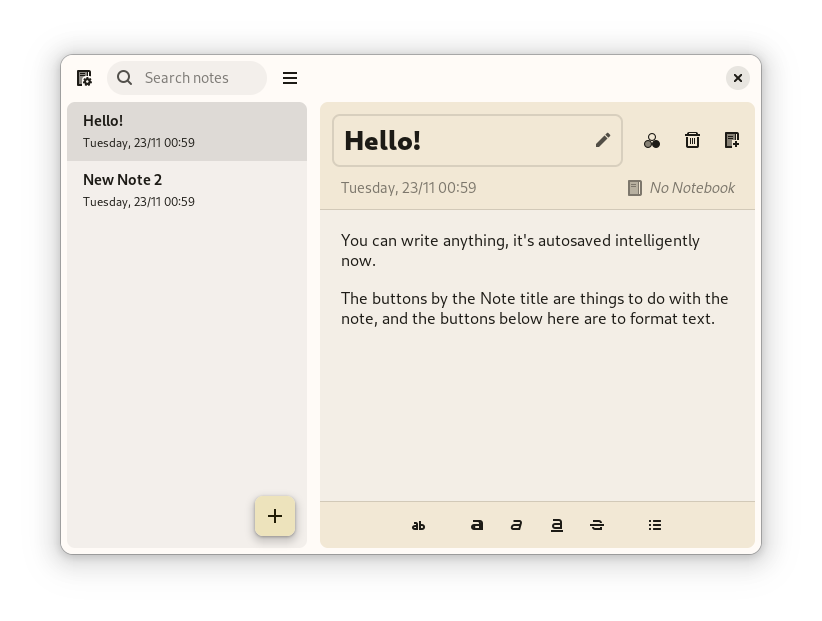 Search notes
Hello!
Tuesday, 23/11 00:59
New Note 2
Tuesday, 23/11 00:59
Hello!
Tuesday, 23/11 00:59
No Notebook
You can write anything, it's autosaved intelligently
now.
The buttons by the Note title are things to do with the
note, and the buttons below here are to format text.
ab
a a a S